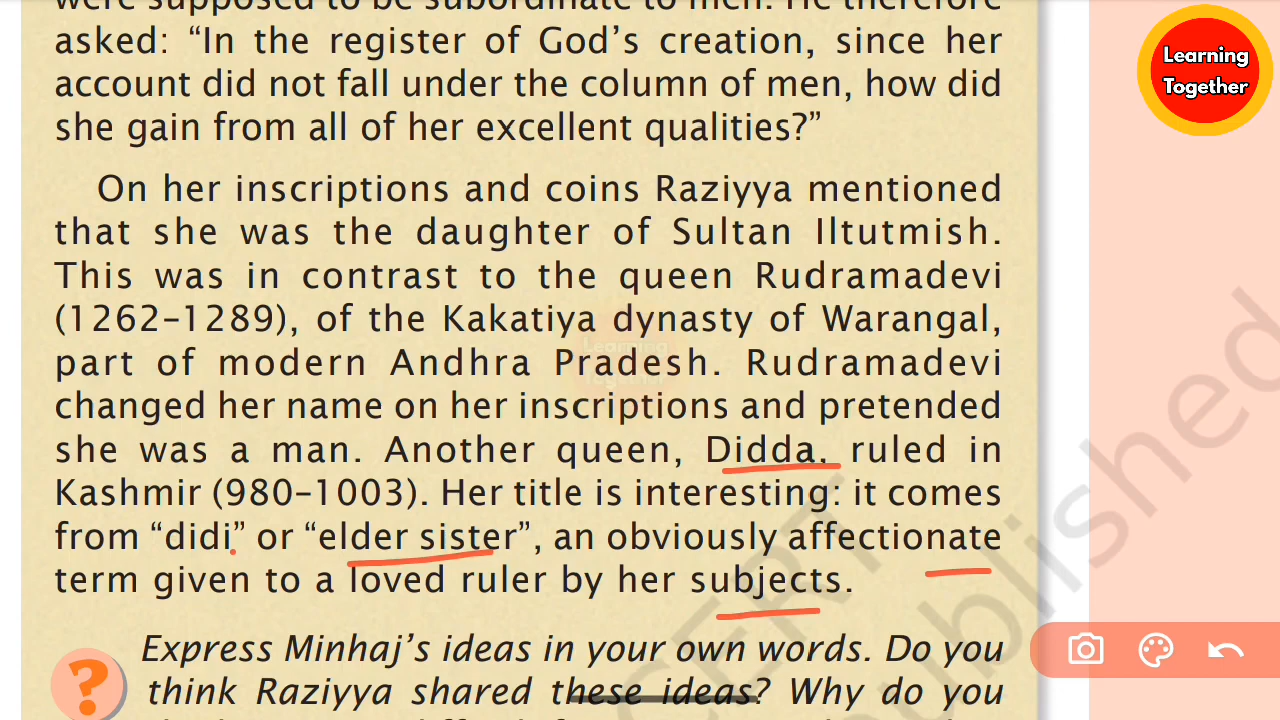 were supposed to be subordinate to men. He therefore
asked: “In the register of God’s creation, since her
account did not fall under the column of men, how did
she gain from all of her excellent qualities?”
On her inscriptions and coins Raziyya mentioned
that she was the daughter of Sultan Iltutmish.
This was in contrast to the queen Rudramadevi
(1262–1289), of the Kakatiya dynasty of Warangal,
part of modern Andhra Pradesh. Rudramadevi
changed her name on her inscriptions and pretended
she was a man. Another queen, Didda, ruled in
Kashmir (980–1003). Her title is interesting: it comes
from “didi” or “elder sister”, an obviously affectionate
term given to a loved ruler by her subjects.
?
Express Minhaj’s ideas in your own words. Do you
think Raziyya shared these ideas? Why do you
Learning
Together
Learning
Together
CERT
published